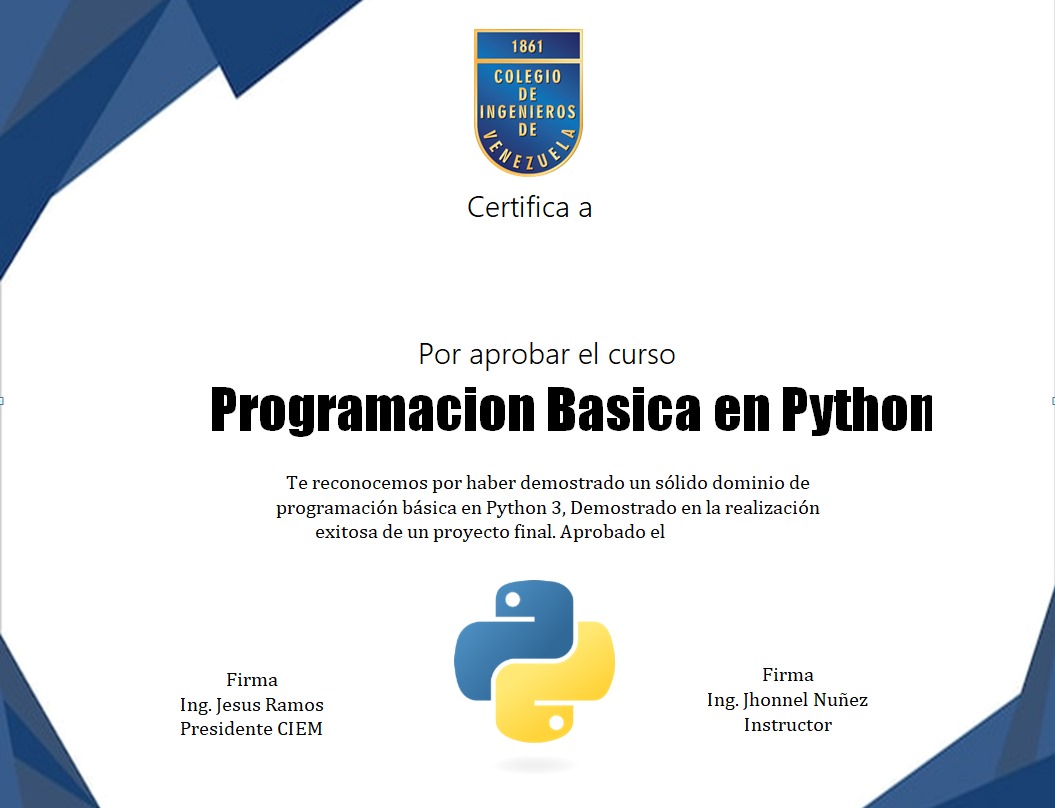 1861
COLEGIO
DE
INGENIEROS
DE
VENEZUELA
Certifica a
Por aprobar el curso
Programacion Basica en Python
Te reconocemos por haber demostrado un sólido dominio de
programación básica en Python 3, Demostrado en la realización
exitosa de un proyecto final. Aprobado el
Firma
Ing. Jesus Ramos
Presidente CIEM
Firma
Ing. Jhonnel Nuñez
Instructor